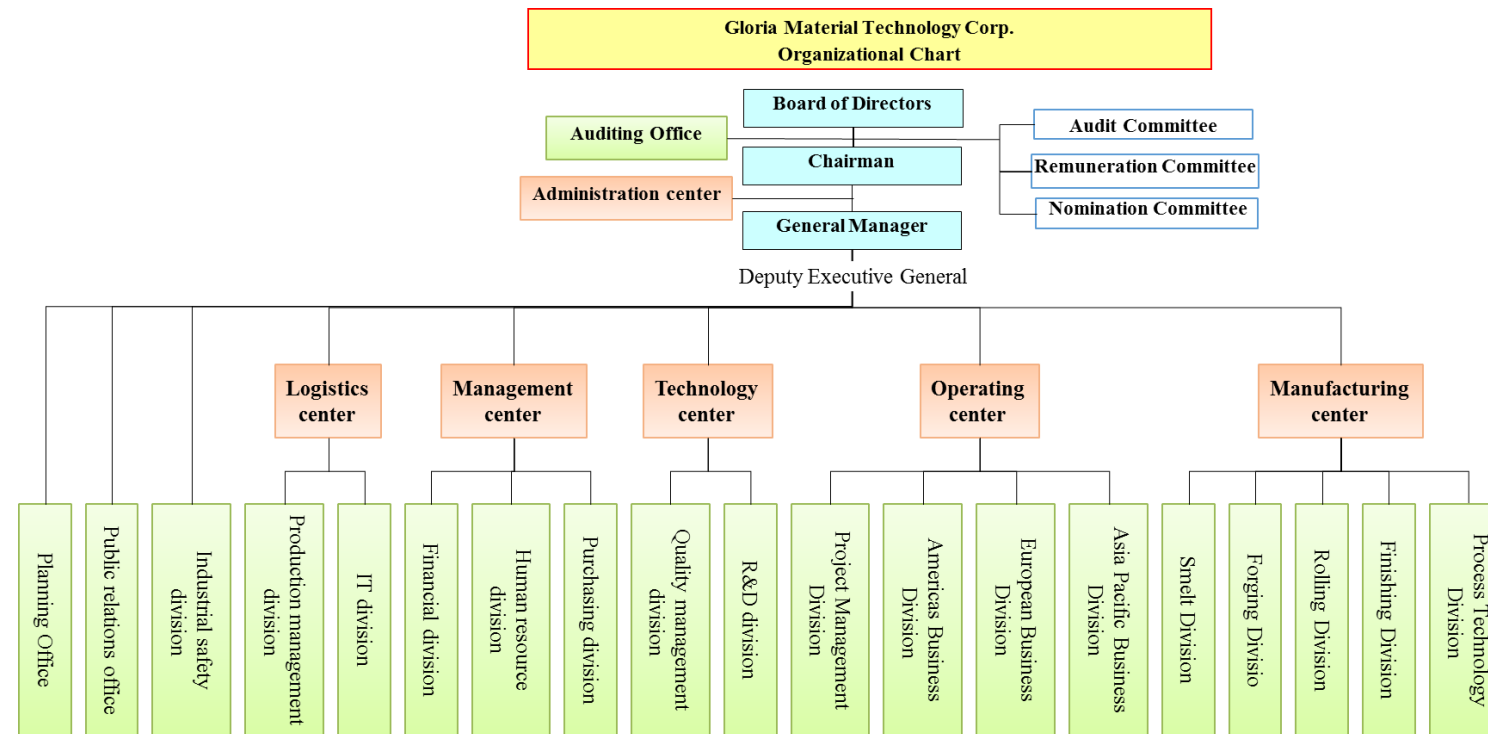 Gloria Material Technology Corp.
Organizational Chart
Board of Directors
Auditing Office
Audit Committee
Chairman
Remuneration Committee
Administration center
Nomination Committee
General Manager
Deputy Executive General
Logistics
center
Management
center
Technology
center
Operating
center
Manufacturing
center
Planning Office
Public relations office
Industrial safety
division
Production management
division
IT division
Financial division
Human resource
division
Purchasing division
Quality management
division
R&D division
Project Management
Division
Americas Business
Division
European Business
Division
Asia Pacific Business
Division
Smelt Division
Forging Divisio
Rolling Division
Finishing Division
Process Technology
Division